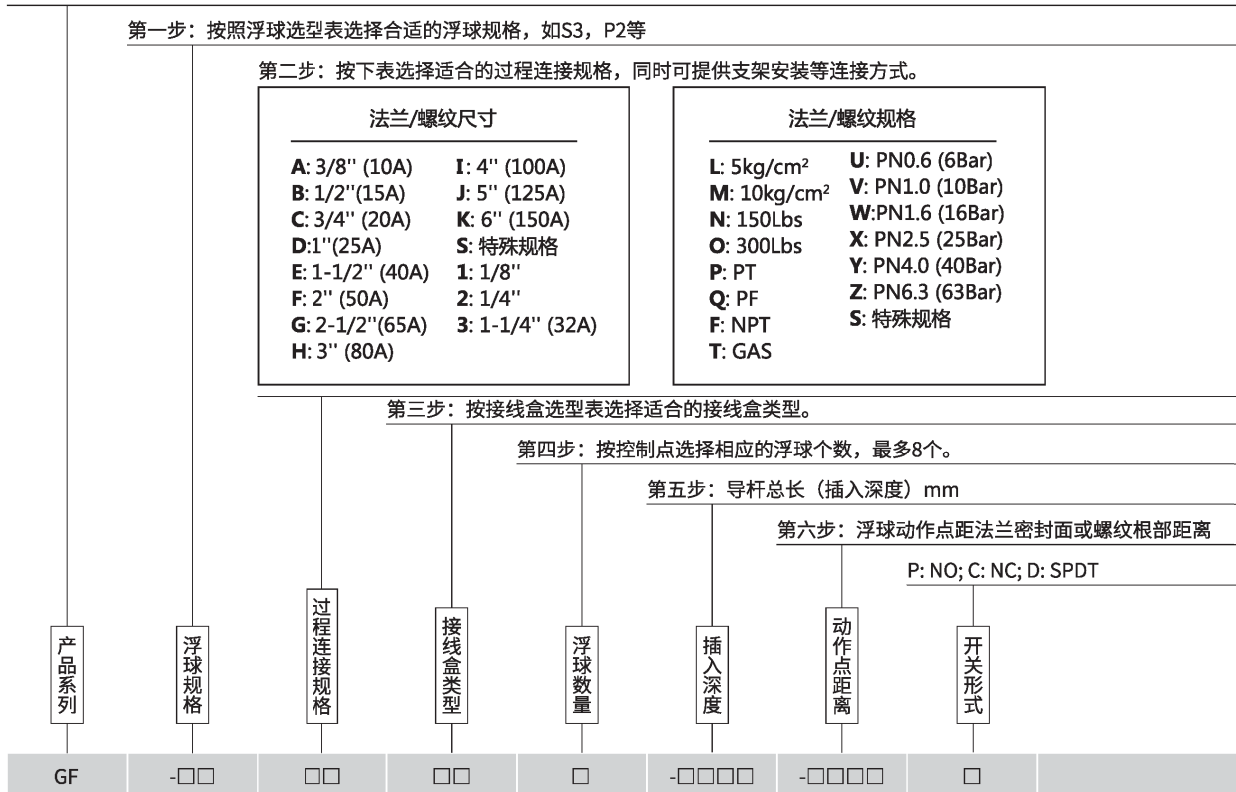 第一步：按照浮球选型表选择合适的浮球规格，如S3，P2等
第二步：按下表选择适合的过程连接规格，同时可提供支架安装等连接方式。
法兰/螺纹尺寸
A: 3/8'' (10A)
B: 1/2''(15A)
C: 3/4'' (20A)
D:1''(25A)
E: 1-1/2'' (40A)
F: 2'' (50A)
G: 2-1/2''(65A)
H: 3'' (80A)
I: 4'' (100A)
J: 5'' (125A)
K: 6'' (150A)
S: 特殊规格
1: 1/8''
2: 1/4''
3: 1-1/4'' (32A)
法兰/螺纹规格
L: 5kg/cm²
M: 10kg/cm²
N: 150Lbs
O: 300Lbs
P: PT
Q: PF
F: NPT
T: GAS
U: PN0.6 (6Bar)
V: PN1.0 (10Bar)
W:PN1.6 (16Bar)
X: PN2.5 (25Bar)
Y: PN4.0 (40Bar)
Z: PN6.3 (63Bar)
S: 特殊规格
第三步：按接线盒选型表选择适合的接线盒类型。
第四步：按控制点选择相应的浮球个数，最多8个。
第五步：导杆总长（插入深度）mm
第六步：浮球动作点距法兰密封面或螺纹根部距离
P: NO; C: NC; D: SPDT
产品系列
浮球规格
过程连接规格
接线盒类型
浮球数量
插入深度
动作点距离
开关形式
GF -□□ □□ □□ □ -□□□□ -□□□□ □